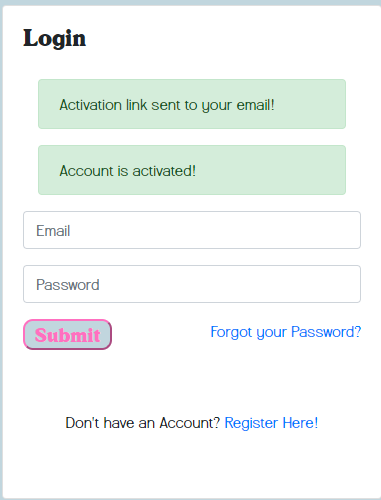 Login
Activation link sent to your email!
Account is activated!
Email
Password
Submit
Forgot your Password?
Don't have an Account? Register Here!